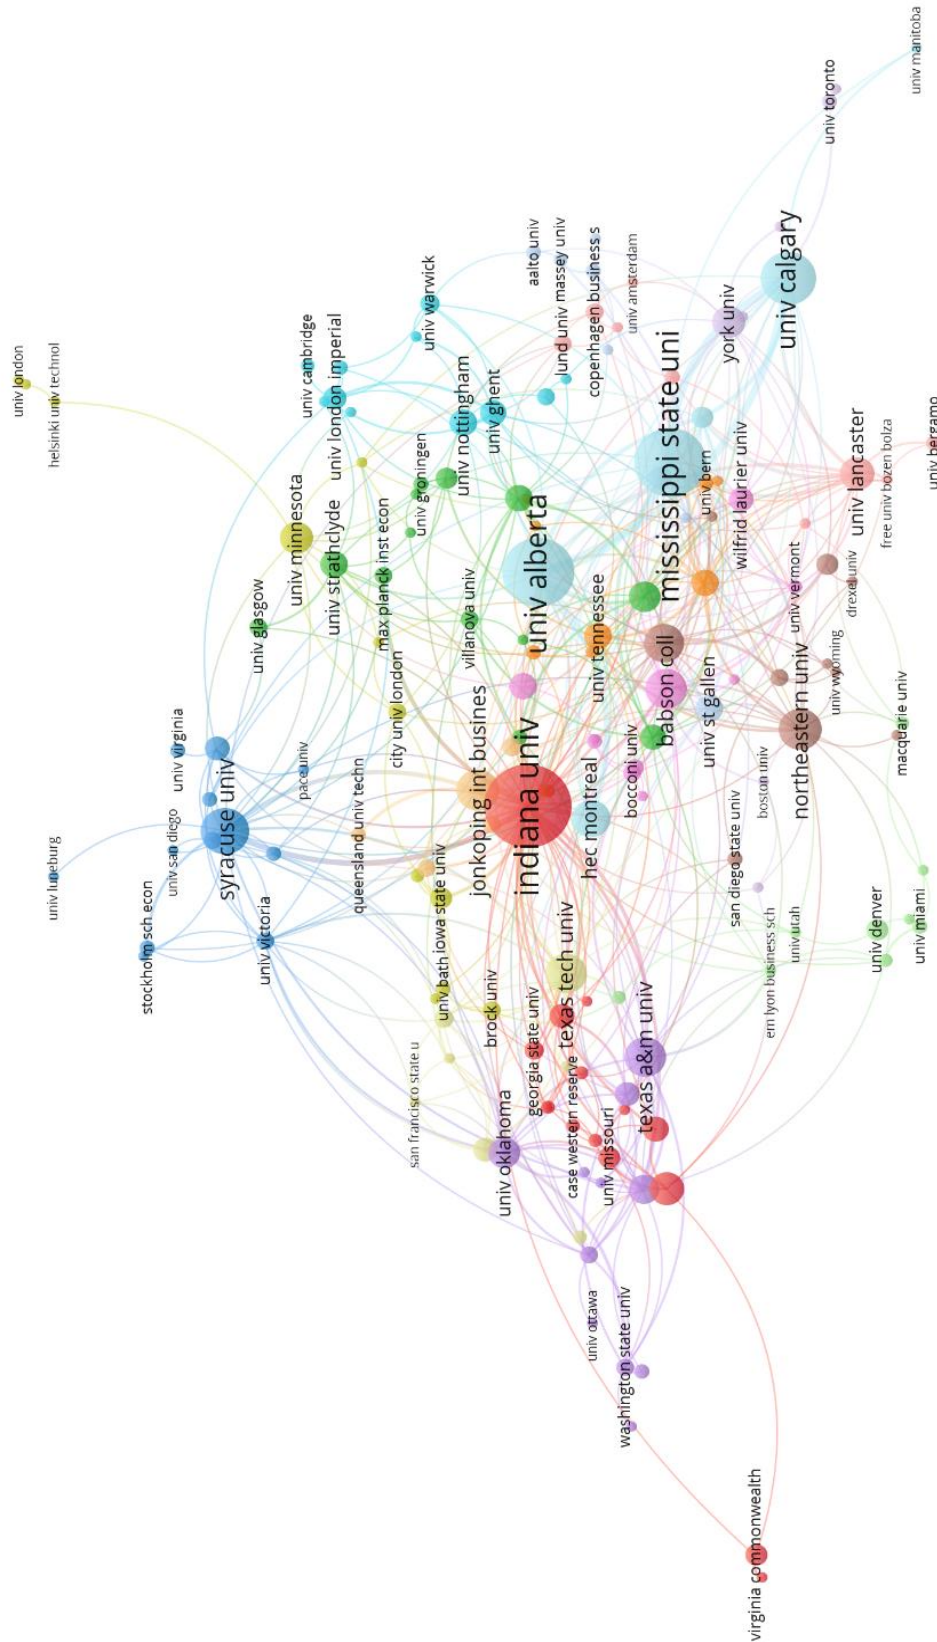 univ london
helsinki univ technol
univ manitoba
univ toronto
univ calgary
york univ
aalto univ
lund univ
massey univ
copenhagen business s
univ amsterdam
univ warwick
univ cambridge
univ london imperial
univ nottingham
univ ghent
univ groningen
mississippi state uni
univ bern
wilfrid laurier univ
univ lancaster
free univ bozen bolza
univ bergamo
univ minnesota
univ strathclyde
max planck inst econ
univ glasgow
villanova univ
univ alberta
univ tennessee
babson coll
univ st gallen
univ vermont
drexel univ
univ wyoming
northeastern univ
macquarie univ
boston univ
city univ london
jonkoping int busines
indiana univ
hec montreal
bocconi univ
univ virginia
pace univ
syracuse univ
univ san diego
univ luneburg
queensland univ techn
stockholm sch econ
univ victoria
univ bath
iowa state univ
san diego state univ
em lyon business sch
univ utah
univ denver
univ miami
brock univ
texas tech univ
georgia state univ
texas a&m univ
case western reserve
univ missouri
san francisco state u
univ oklahoma
univ ottawa
washington state univ
virginia commonwealth